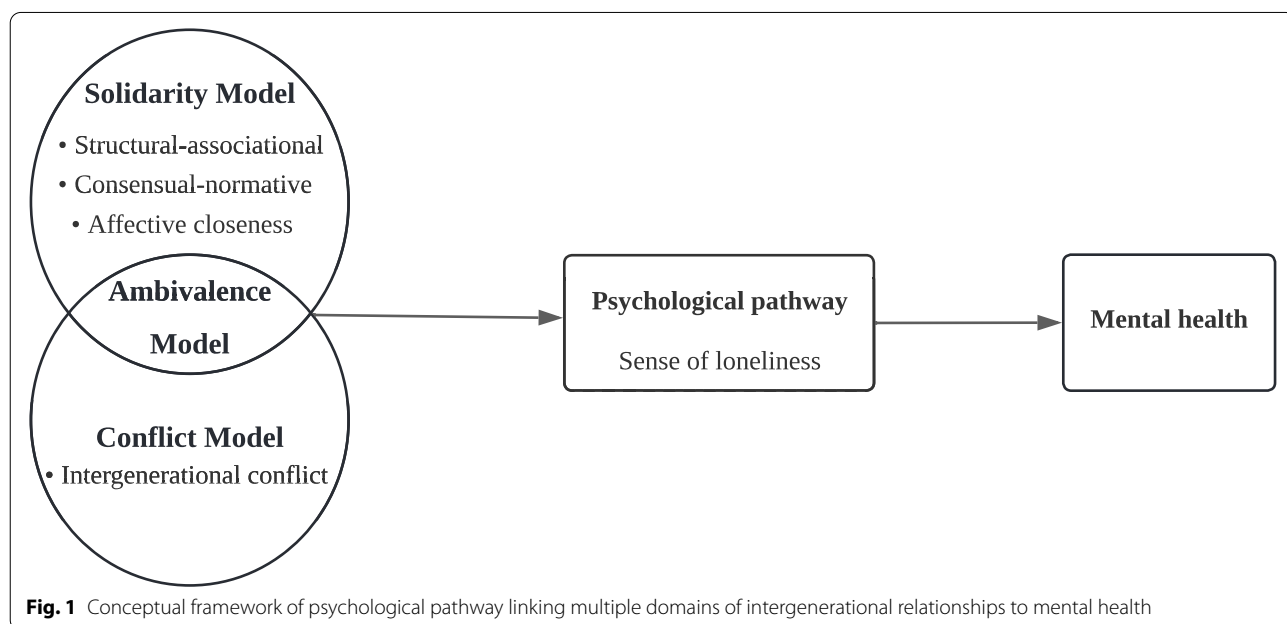 Solidarity Model
• Structural-associational
• Consensual-normative
• Affective closeness
Ambivalence
Model
Conflict Model
• Intergenerational conflict
Psychological pathway
Sense of loneliness
Mental health
Fig. 1 Conceptual framework of psychological pathway linking multiple domains of intergenerational relationships to mental health